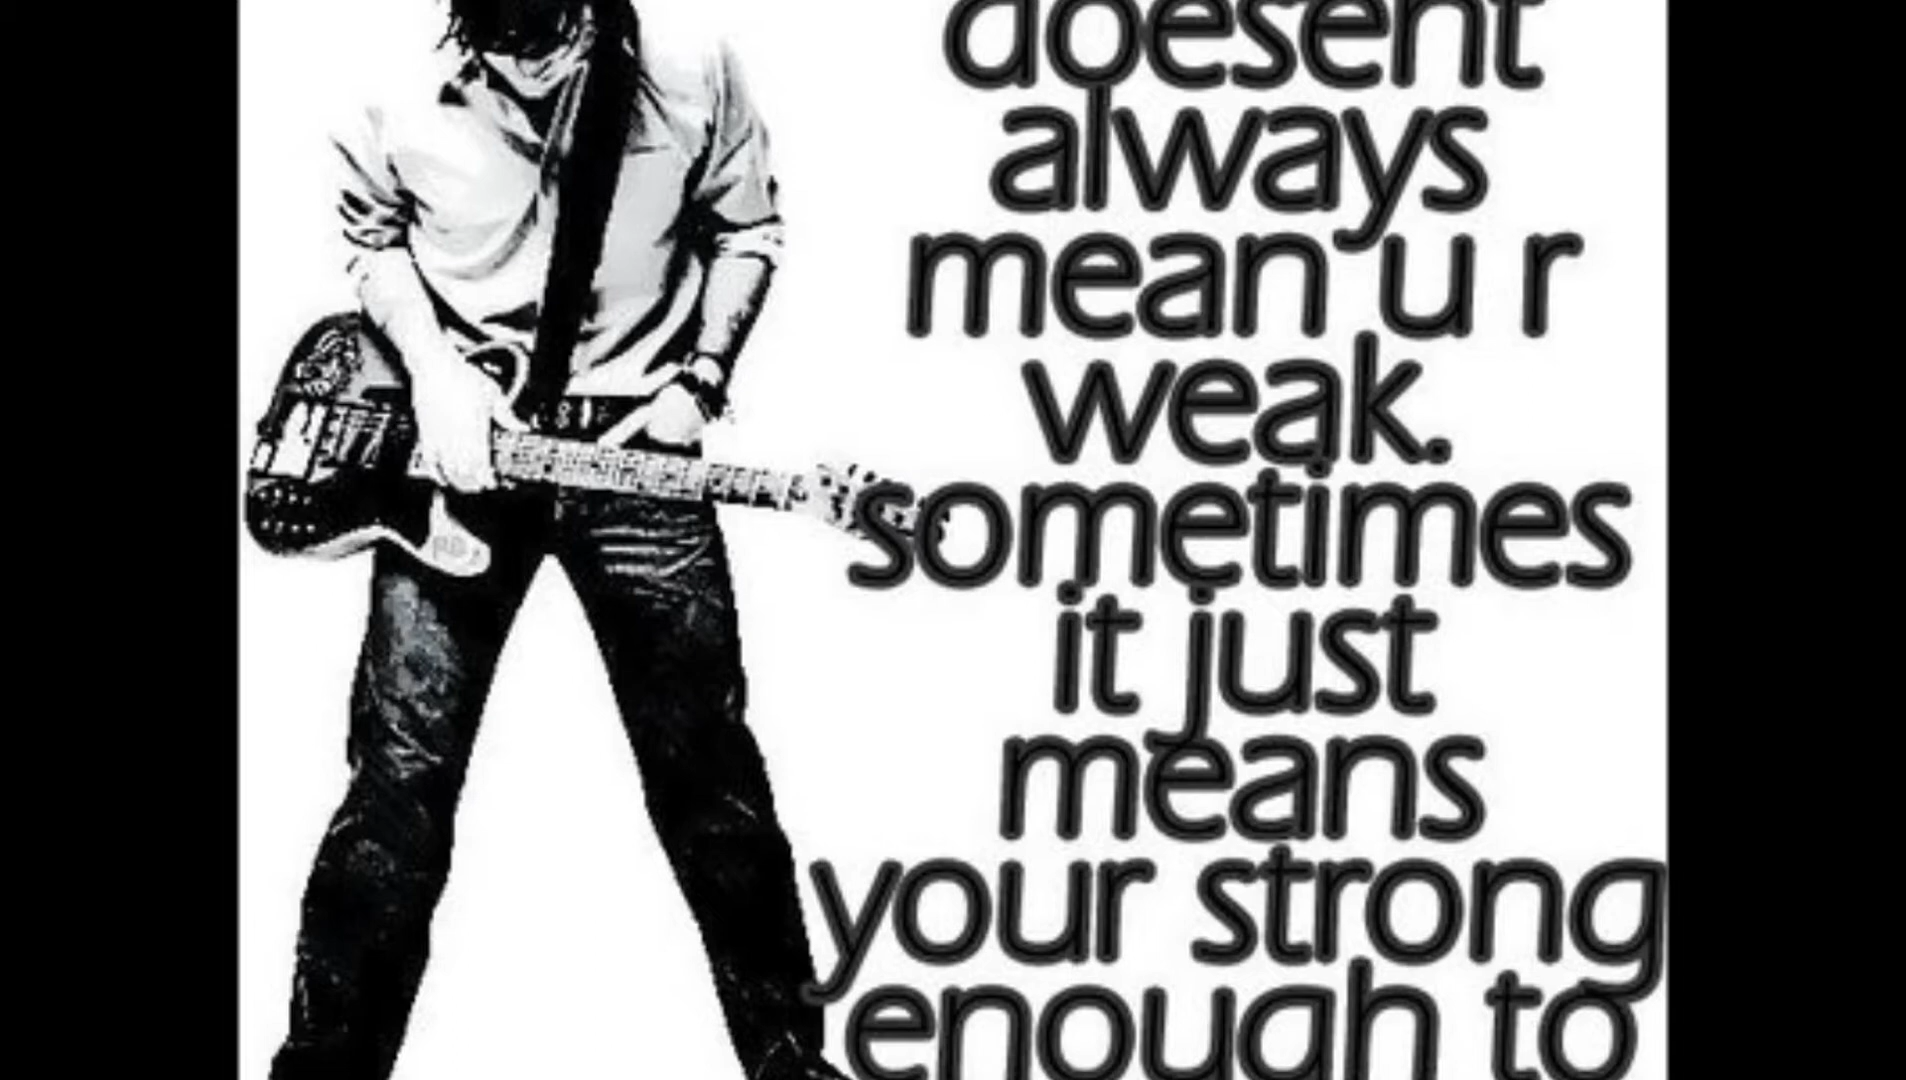 doesent
always
mean u r
weak.
sometimes
it just
means
your strong
enough to